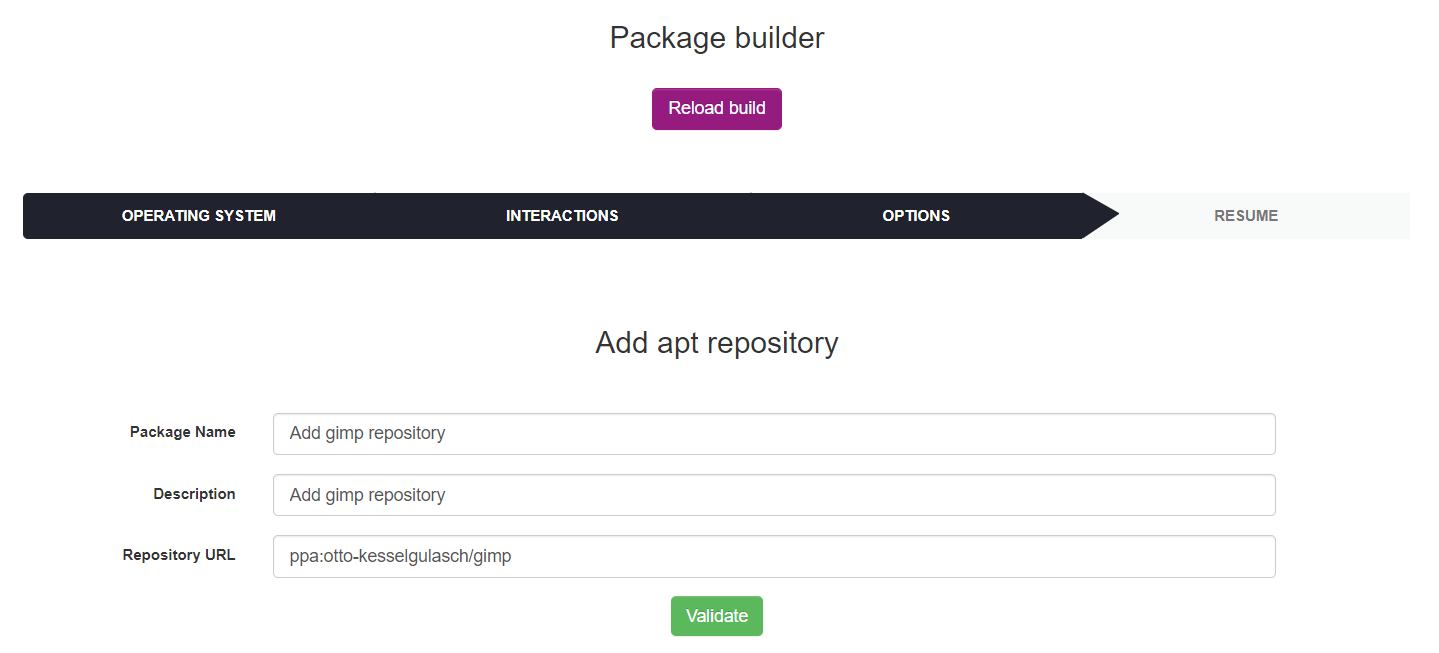 Package builder
Reload build
OPERATING SYSTEM INTERACTIONS OPTIONS RESUME
Add apt repository
Package Name Add gimp repository
Description Add gimp repository
Repository URL ppa:otto-kesselgulasch/gimp
Validate